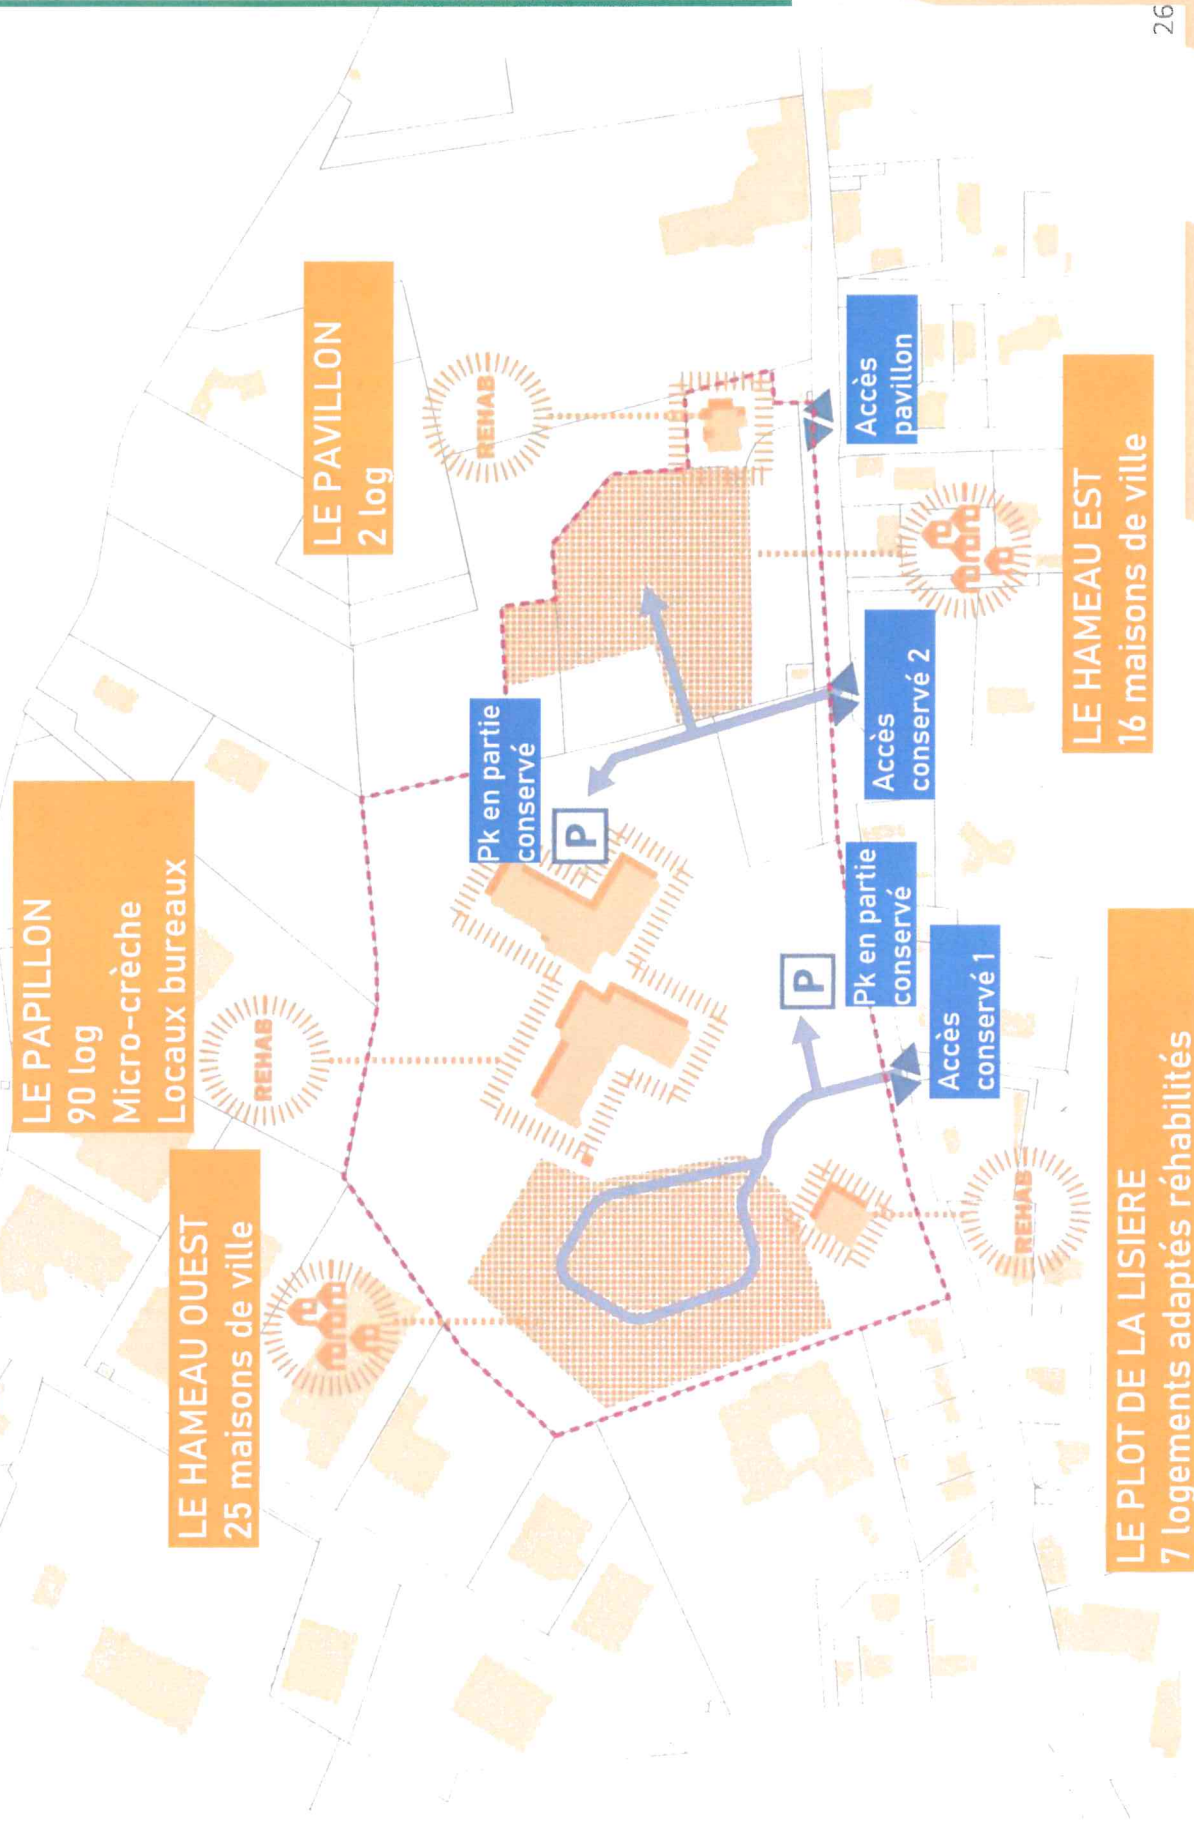 LE PAPILLON
90 log
Micro-crèche
Locaux bureaux
REHAB
LE HAMEAU OUEST
25 maisons de ville
LE PAVILLON
2 log
REHAB
Pk en partie
conservé
P
P
Pk en partie
conservé
Accès
conservé 1
Accès
conservé 2
Accès
pavillon
REHAB
LE PLOT DE LA LISIERE
7 logements adaptés réhabilités
LE HAMEAU EST
16 maisons de ville
26